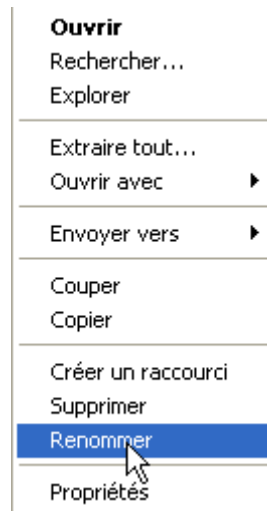 Ouvrir
Rechercher...
Explorer
Extraire tout...
Ouvrir avec
Envoyer vers
Couper
Copier
Créer un raccourci
Supprimer
Renommer
Propriétés